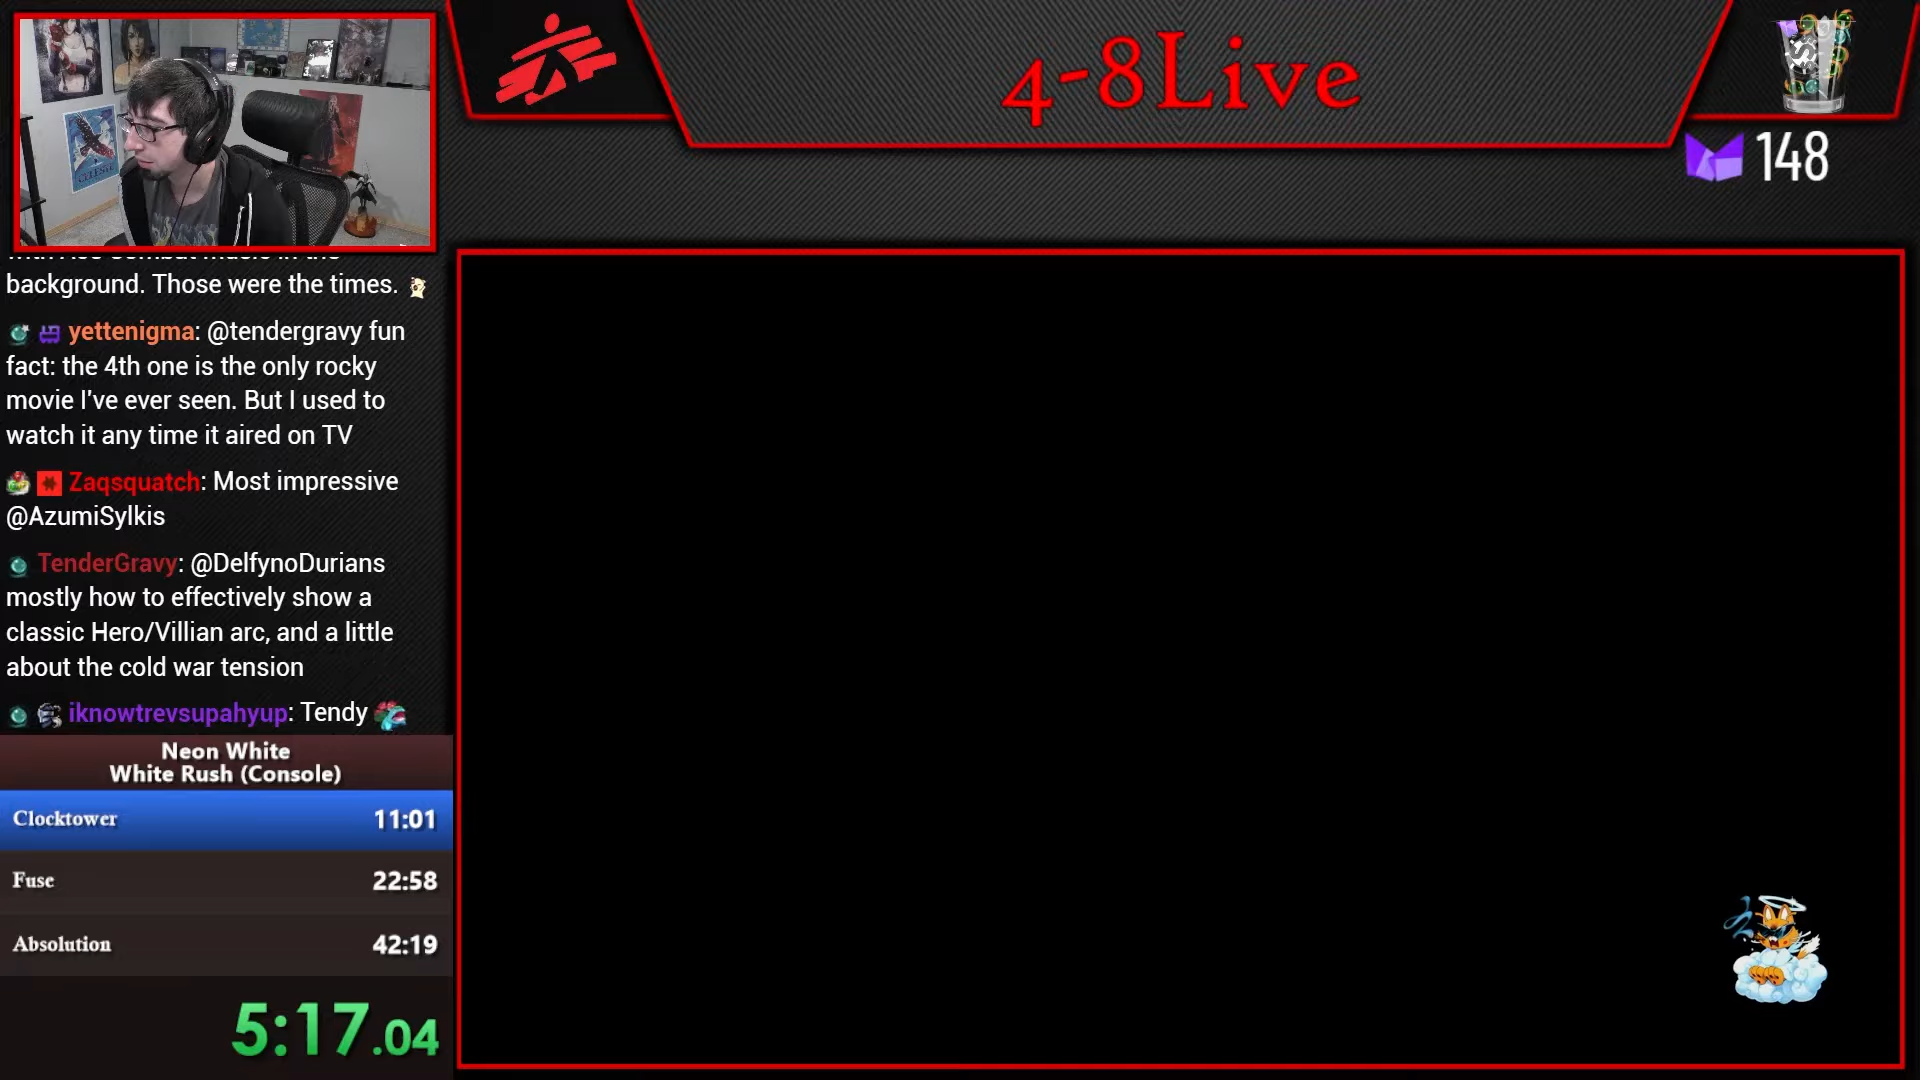 4-8Live
148
background. Those were the times.
yettenigma: @tendergravy fun
fact: the 4th one is the only rocky
movie I've ever seen. But I used to
watch it any time it aired on TV
Zaqsquatch: Most impressive
@AzumiSylkis
TenderGravy: @DelfynoDurians
mostly how to effectively show a
classic Hero/Villian arc, and a little
about the cold war tension
iknowtrevsupahyup: Tendy
Neon White
White Rush (Console)
Clocktower 11:01
Fuse 22:58
Absolution 42:19
5:17.04